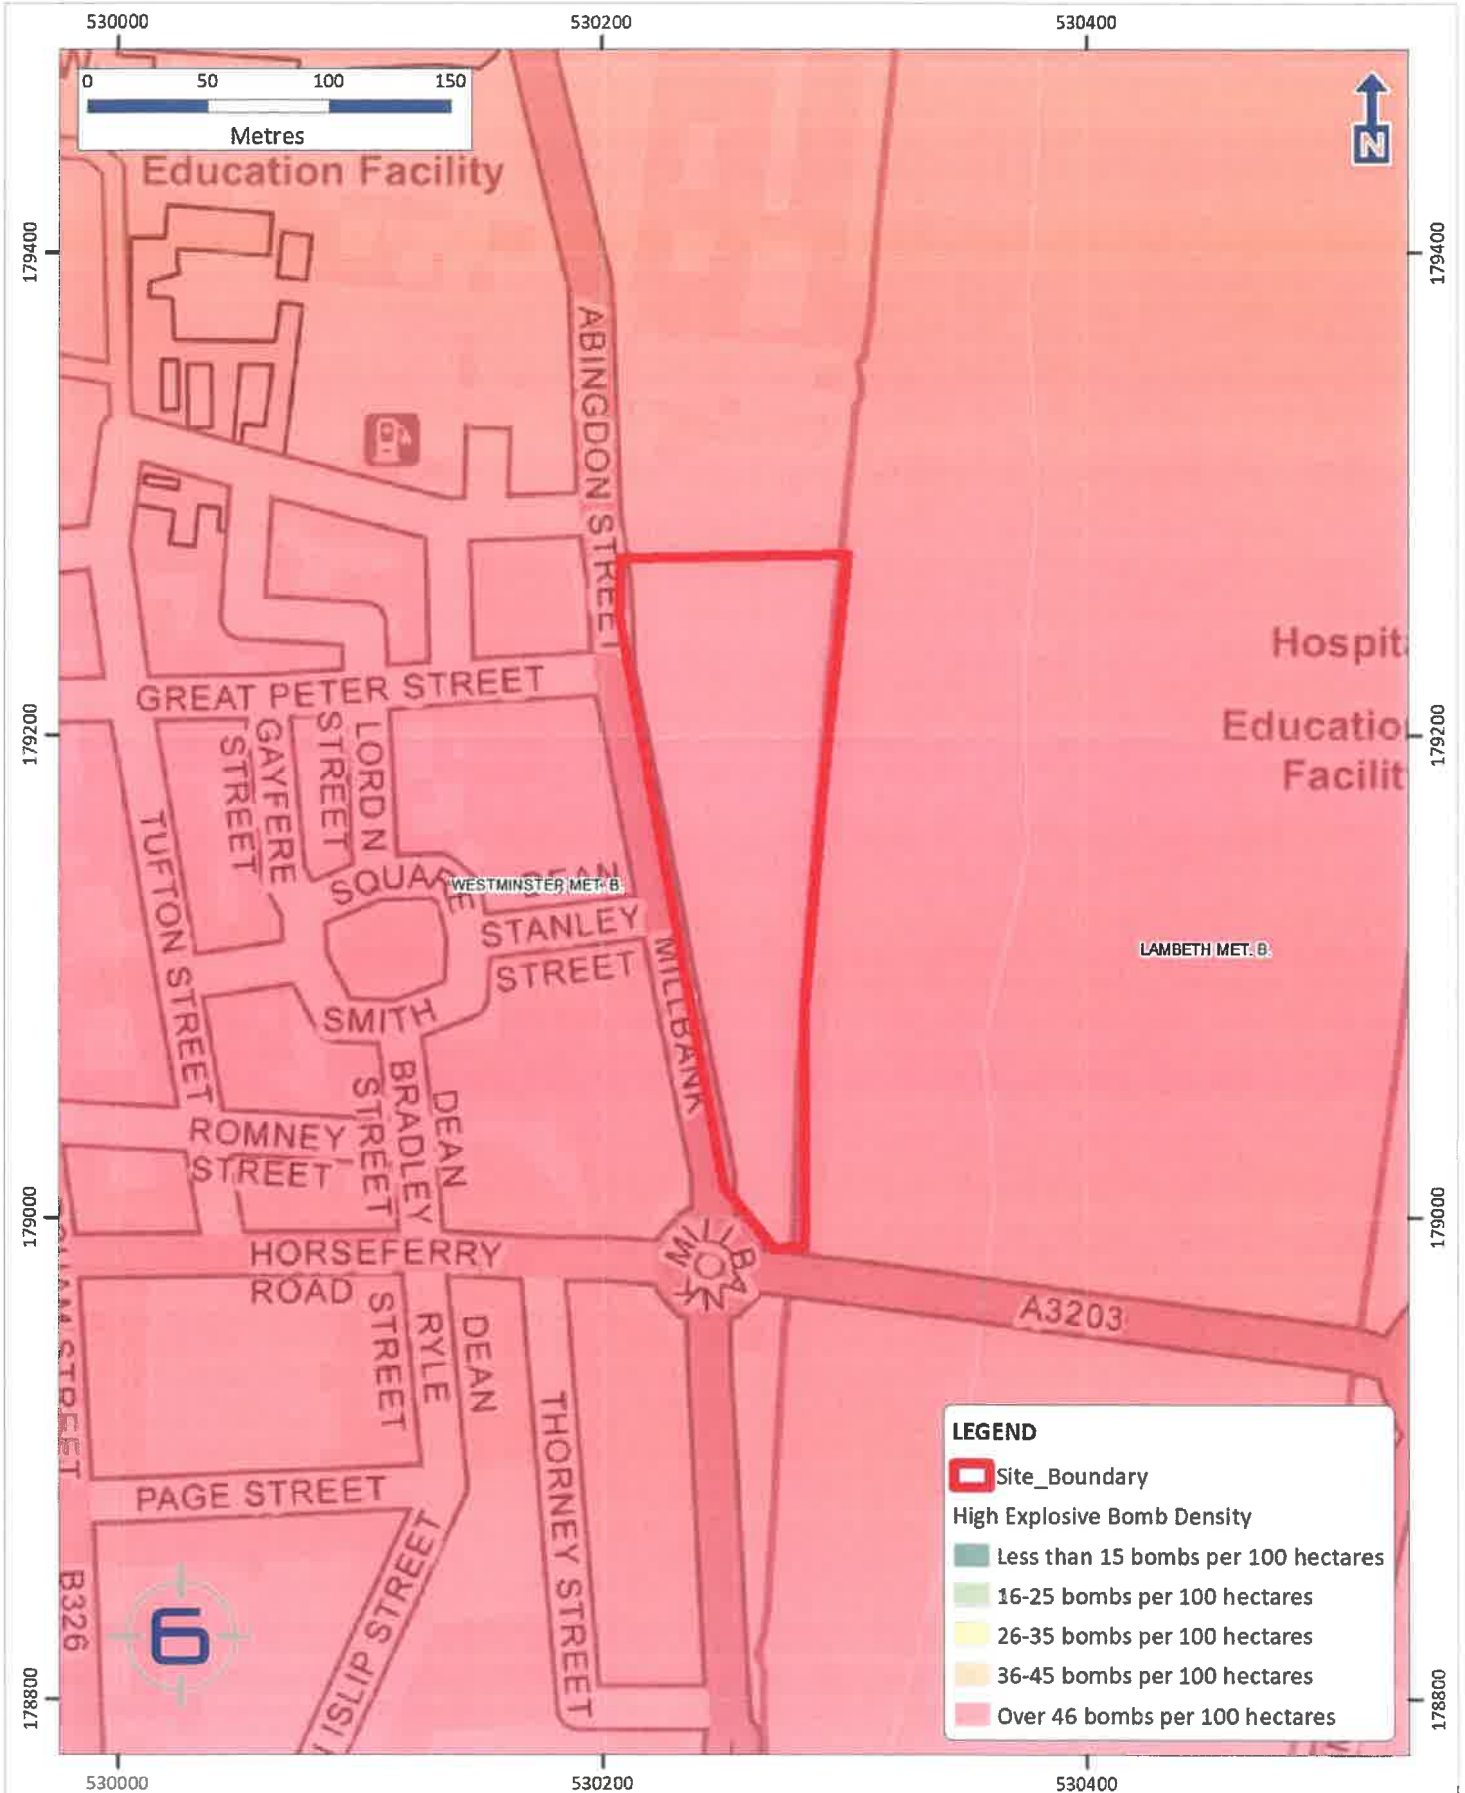 530000
530200
530400
0 50 100 150
Metres
Education Facility
N
179400
179400
ABINGDON STREET
GREAT PETER STREET
Hospit
Educatio
Facilit
179200
179200
GAYFERE
STREET
LORD N
STREET
TUFTON STREET
SQUARE
WESTMINSTER MET. B.
DEAN
STANLEY
STREET
SMITH
MILLBANK
LAMBETH MET. B.
DEAN
BRADLEY
STREET
ROMNEY
STREET
179000
179000
HORSEFERRY
ROAD
MILLBANK
A3203
DEAN
RYLE
STREET
THORNEY STREET
PAGE STREET
ISLIP STREET
B326
6
LEGEND
Site_Boundary
High Explosive Bomb Density
Less than 15 bombs per 100 hectares
16-25 bombs per 100 hectares
26-35 bombs per 100 hectares
36-45 bombs per 100 hectares
Over 46 bombs per 100 hectares
178800
178800
530000
530200
530400